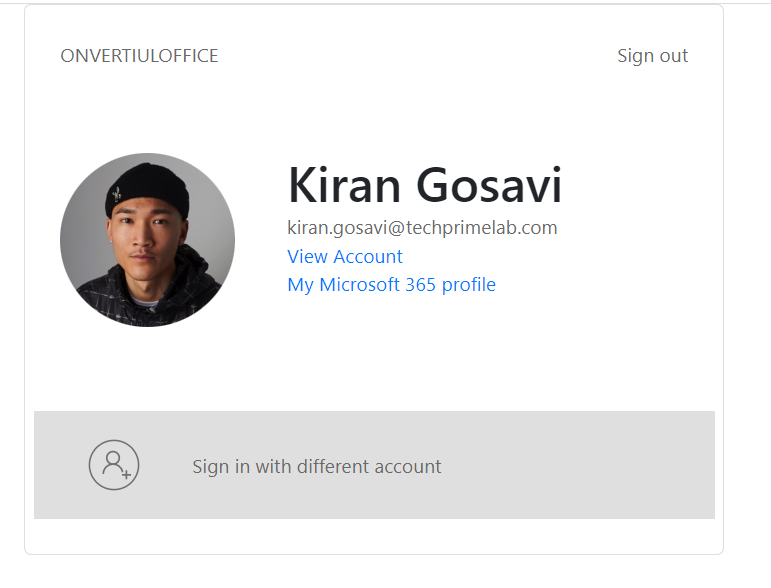 ONVERTIULOFFICE
Sign out
Kiran Gosavi
kiran.gosavi@techprimelab.com
View Account
My Microsoft 365 profile
Sign in with different account